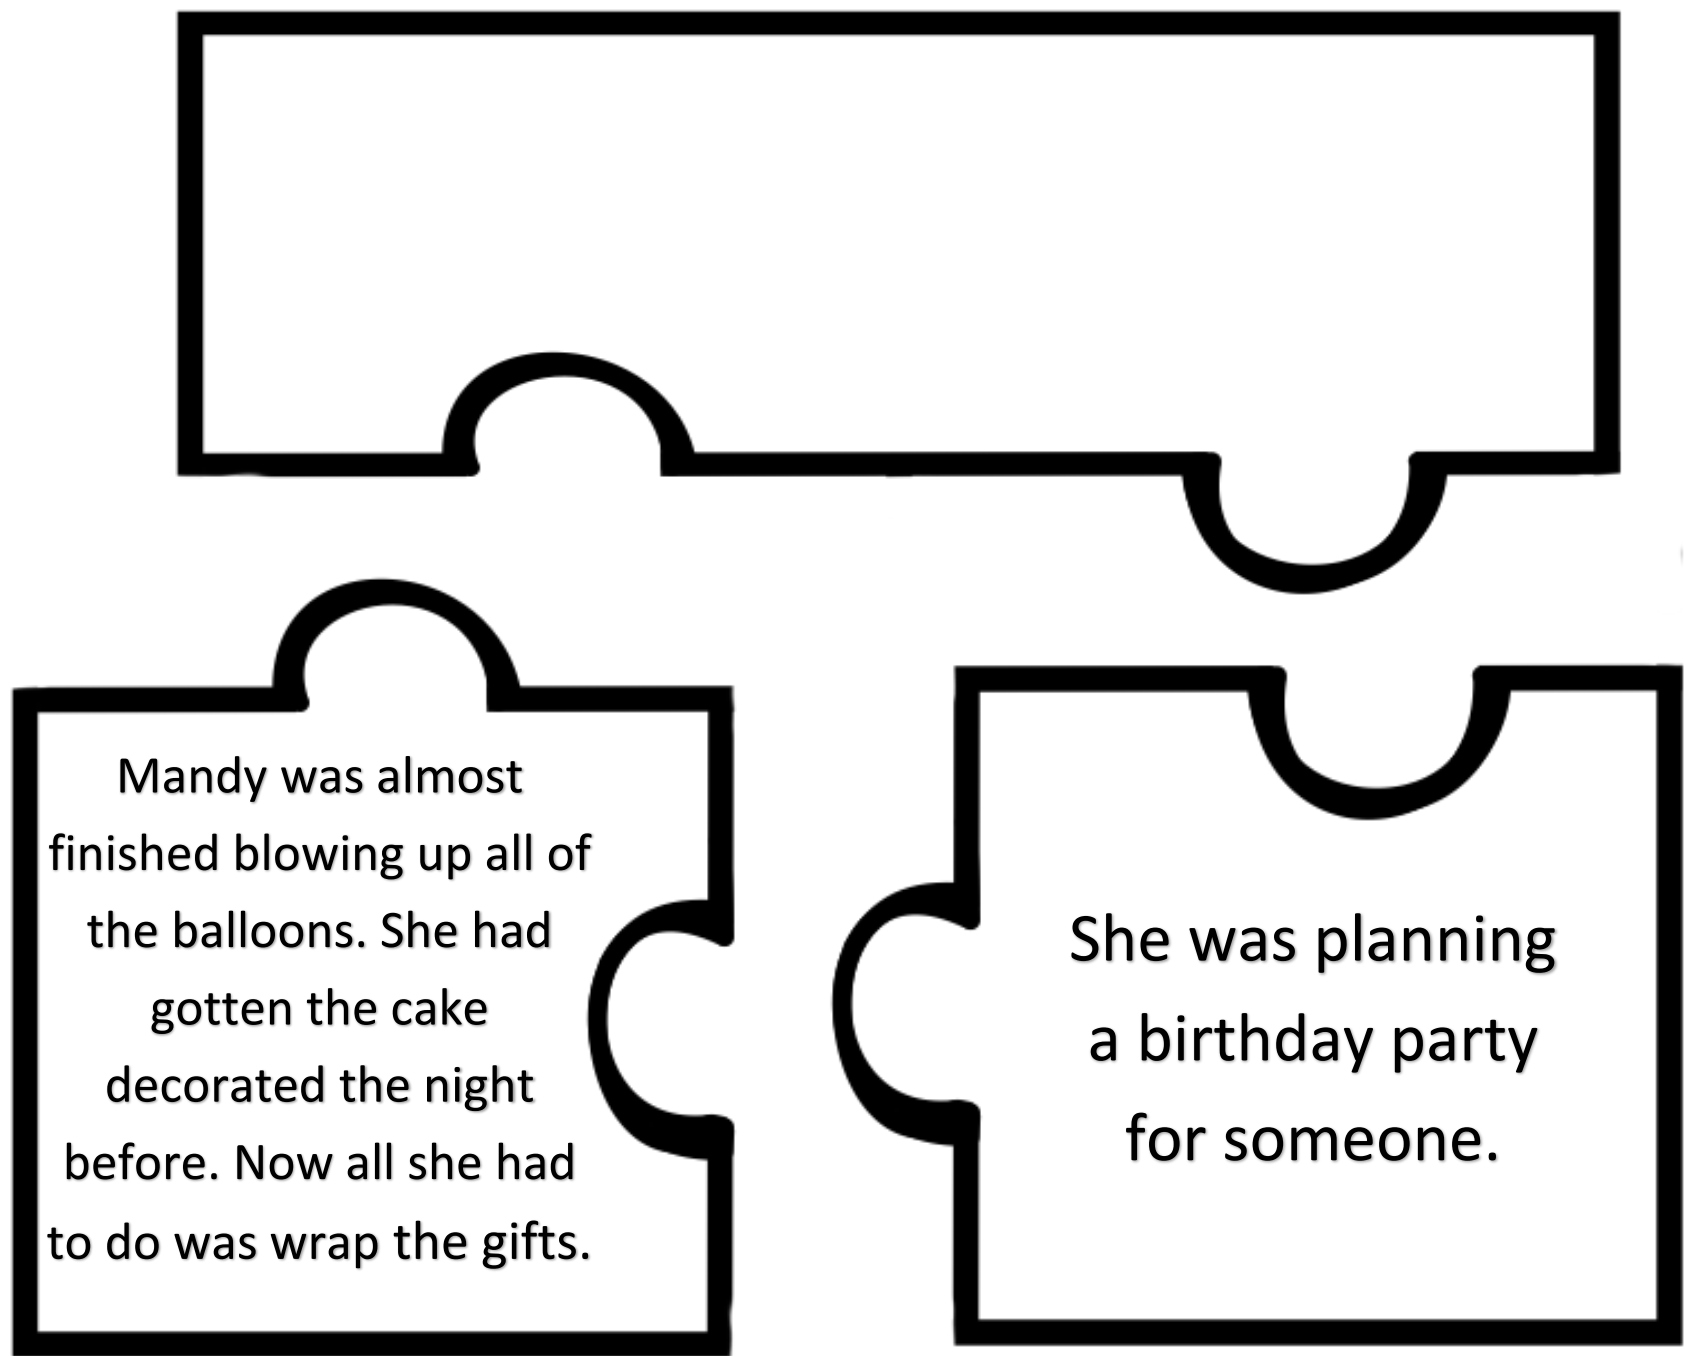 Mandy was almost
finished blowing up all of
the balloons. She had
gotten the cake
decorated the night
before. Now all she had
to do was wrap the gifts.
She was planning
a birthday party
for someone.